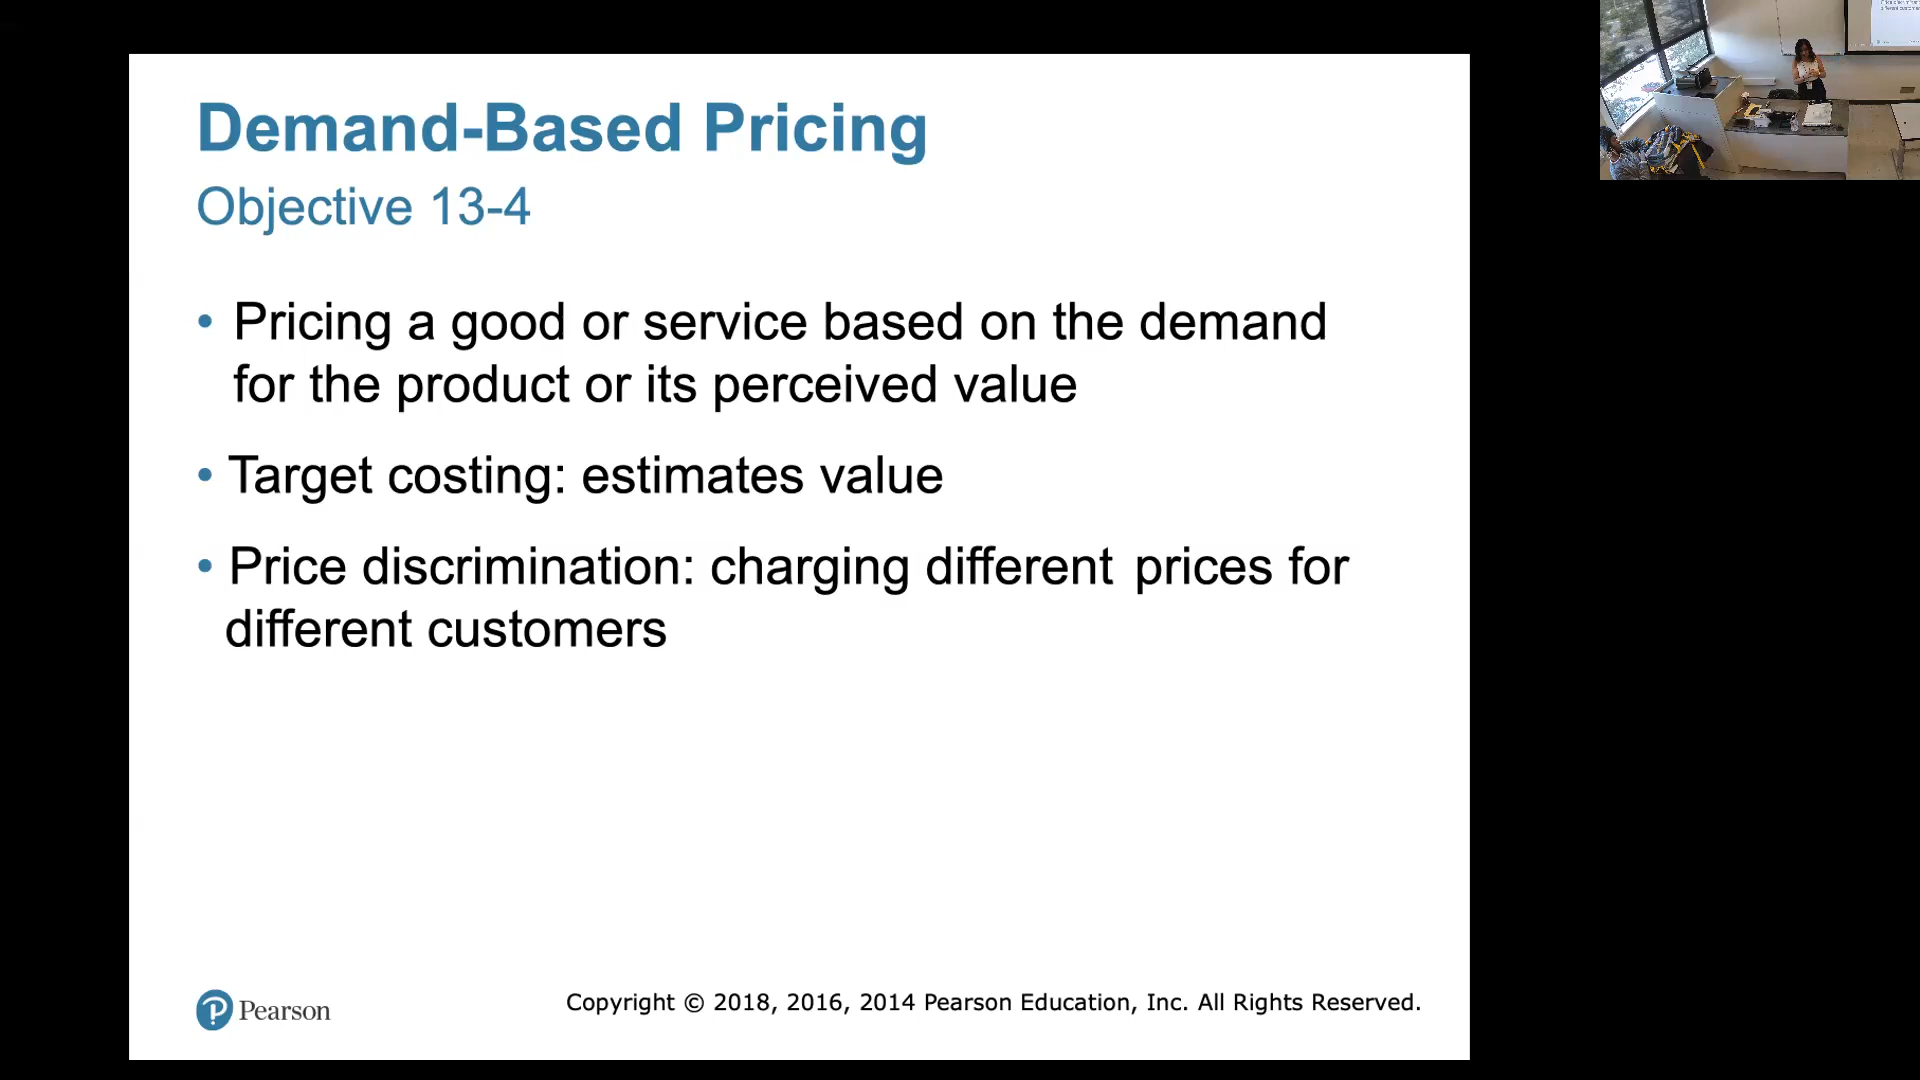 Demand-Based Pricing
Objective 13-4
• Pricing a good or service based on the demand
for the product or its perceived value
• Target costing: estimates value
• Price discrimination: charging different prices for
different customers
Pearson
Copyright © 2018, 2016, 2014 Pearson Education, Inc. All Rights Reserved.